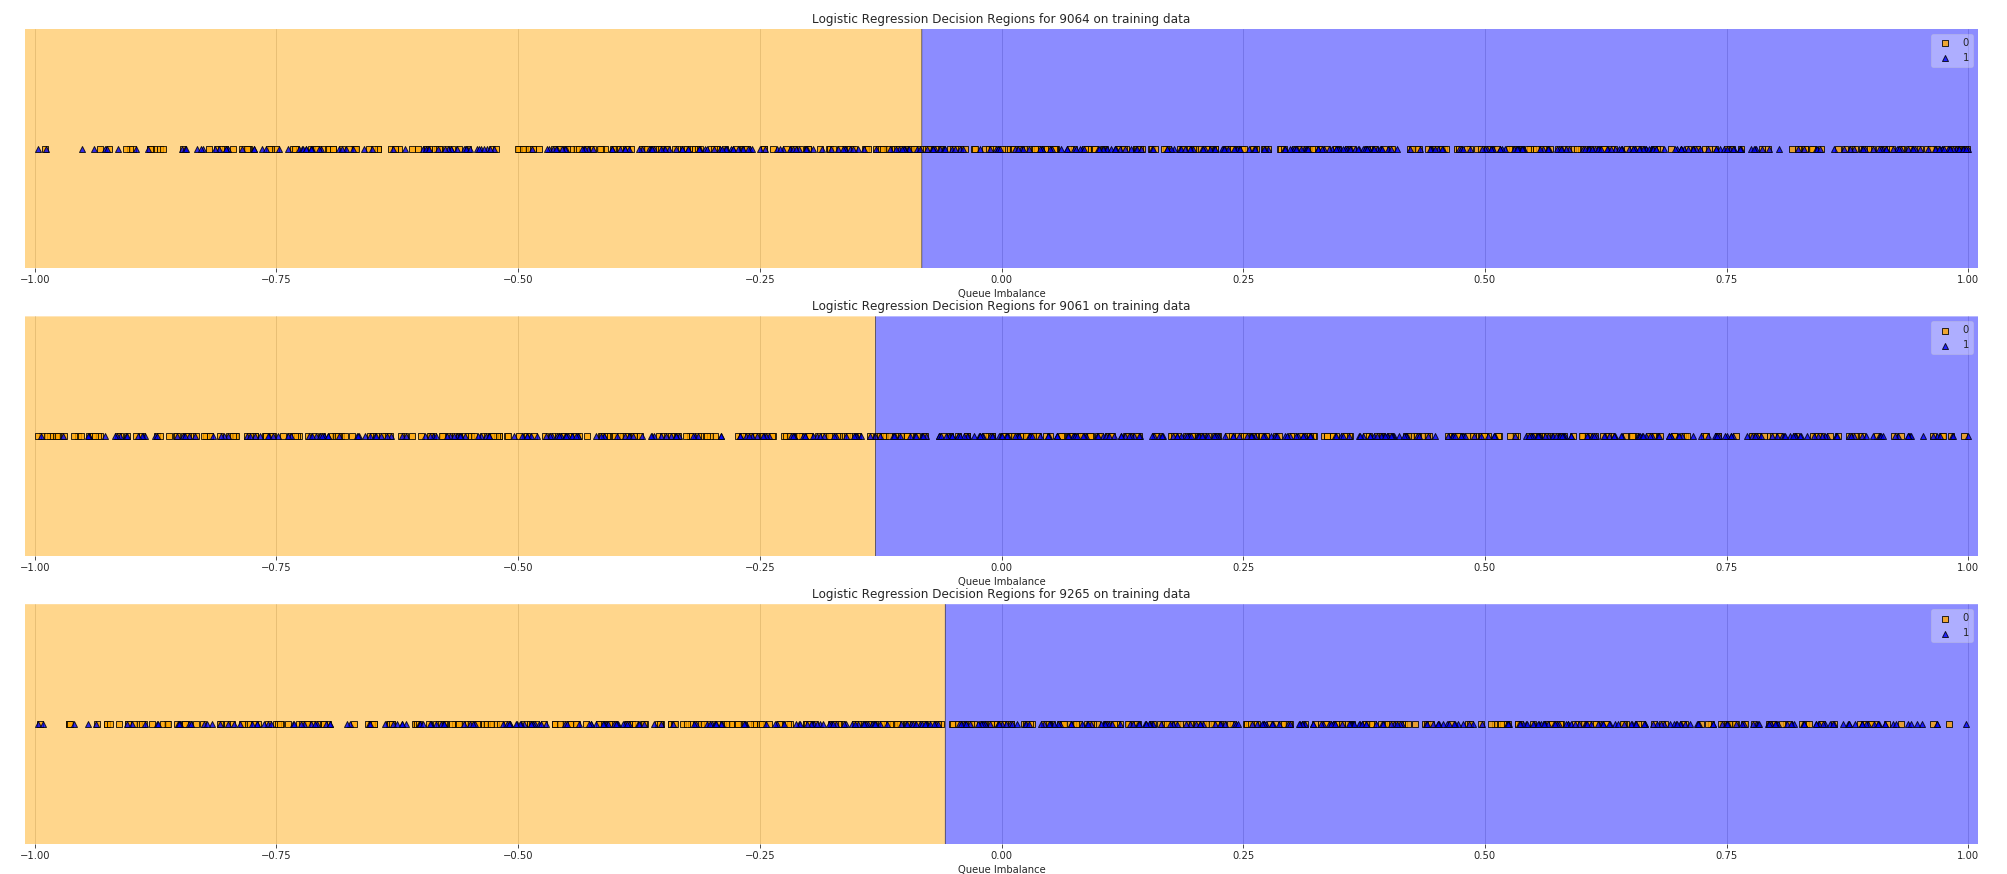 Logistic Regression Decision Regions for 9064 on training data
0
1
−1.00 −0.75 −0.50 −0.25 0.00 0.25 0.50 0.75 1.00
Queue Imbalance
Logistic Regression Decision Regions for 9061 on training data
0
1
−1.00 −0.75 −0.50 −0.25 0.00 0.25 0.50 0.75 1.00
Queue Imbalance
Logistic Regression Decision Regions for 9265 on training data
0
1
−1.00 −0.75 −0.50 −0.25 0.00 0.25 0.50 0.75 1.00
Queue Imbalance